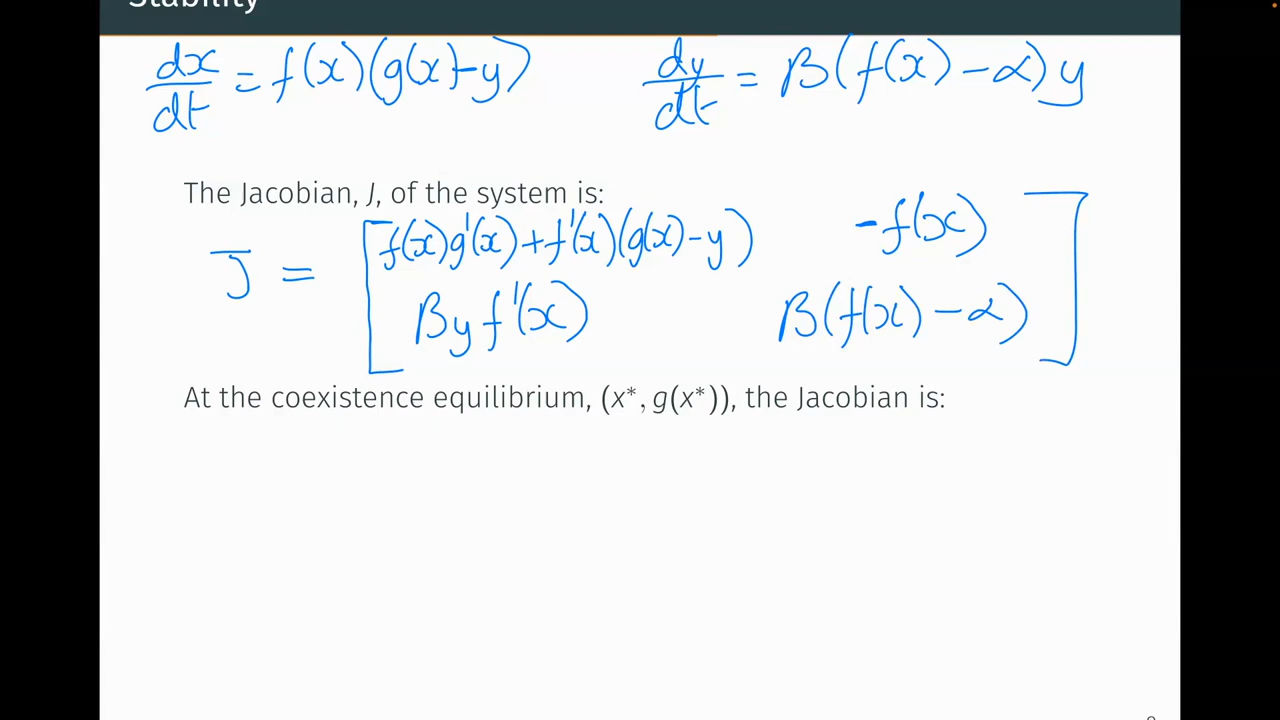 Stability
dx/dt = f(x)(g(x)-y) dy/dt = β(f(x)-α)y
The Jacobian, J, of the system is:
J = [f(x)g'(x)+f'(x)(g(x)-y) -f(x)
βyf'(x) β(f(x)-α)]
At the coexistence equilibrium, (x*, g(x*)), the Jacobian is: